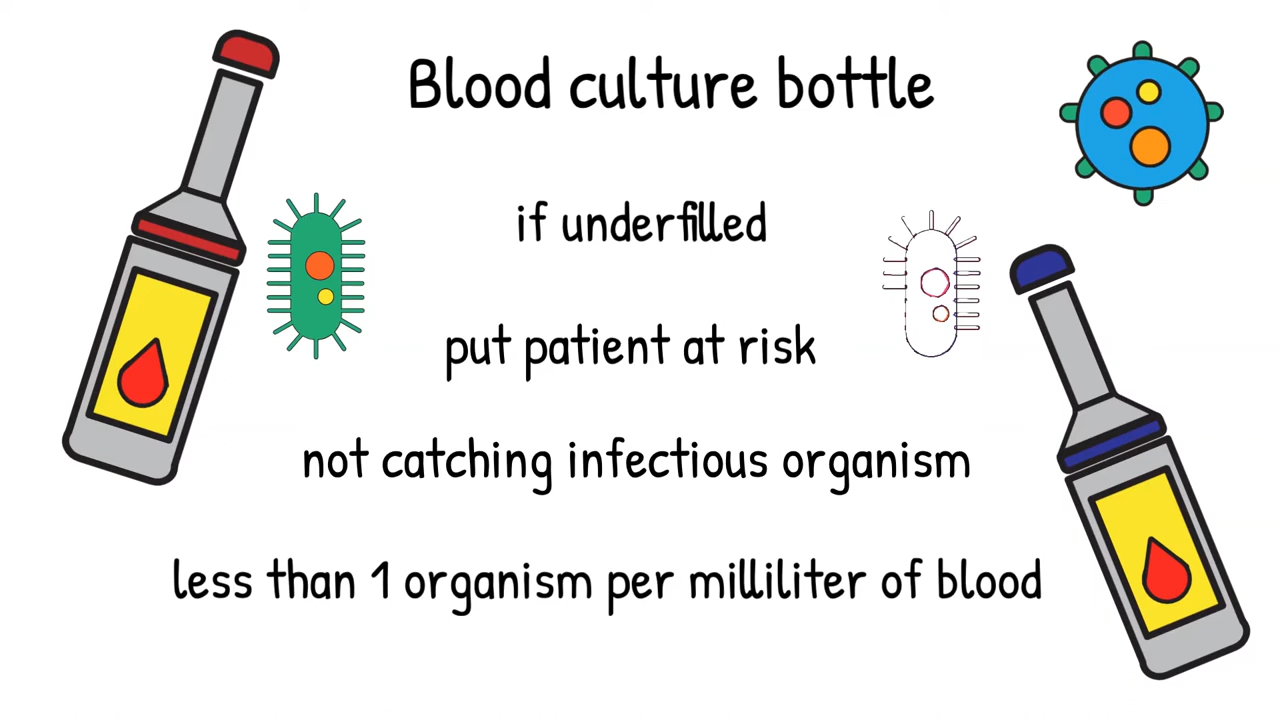 Blood culture bottle
if underfilled
put patient at risk
not catching infectious organism
less than 1 organism per milliliter of blood